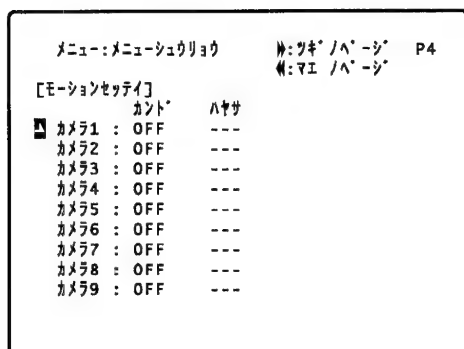 メニュー:メニューシュウリョウ ⏩:ツギノページ P4
⏪:マエノページ
[モーションセッテイ]
カンド ハヤサ
カメラ1 : OFF ---
カメラ2 : OFF ---
カメラ3 : OFF ---
カメラ4 : OFF ---
カメラ5 : OFF ---
カメラ6 : OFF ---
カメラ7 : OFF ---
カメラ8 : OFF ---
カメラ9 : OFF ---